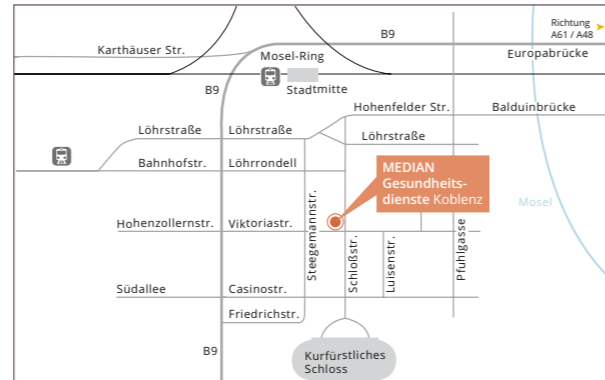 Richtung
A61 / A48
B9
Karthäuser Str.
Mosel-Ring
Europabrücke
Stadtmitte
B9
Hohenfelder Str.
Balduinbrücke
Löhrstraße
Löhrstraße
Löhrstraße
Bahnhofstr.
Löhrrondell
MEDIAN
Gesundheits-
dienste Koblenz
Mosel
Hohenzollernstr.
Viktoriastr.
Steegemannstr.
Schloßstr.
Luisenstr.
Pfuhlgasse
Südallee
Casinostr.
Friedrichstr.
B9
Kurfürstliches
Schloss